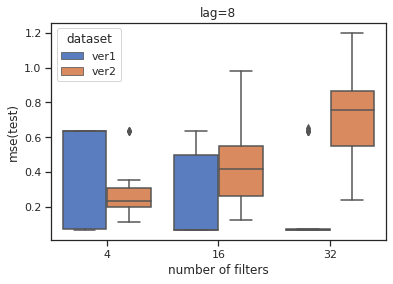 lag=8
dataset
ver1
ver2
mse(test)
1.2
1.0
0.8
0.6
0.4
0.2
4 16 32
number of filters